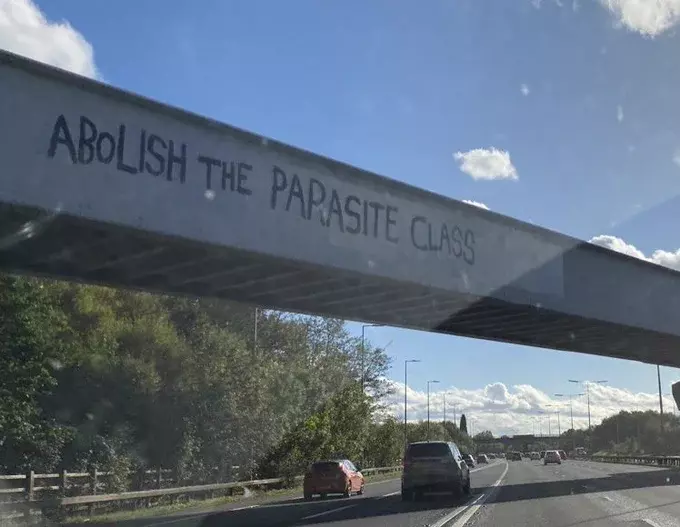 ABOLISH THE PARASITE CLASS